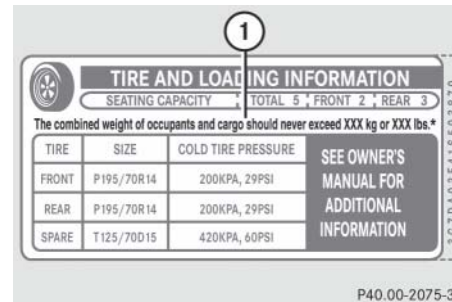 1
TIRE AND LOADING INFORMATION
SEATING CAPACITY TOTAL 5 FRONT 2 REAR 3
The combined weight of occupants and cargo should never exceed XXX kg or XXX lbs.*
TIRE SIZE COLD TIRE PRESSURE SEE OWNER'S
FRONT P195/70R14 200KPA, 29PSI MANUAL FOR
REAR P195/70R14 200KPA, 29PSI ADDITIONAL
SPARE T125/70D15 420KPA, 60PSI INFORMATION
P40.00-2075-3